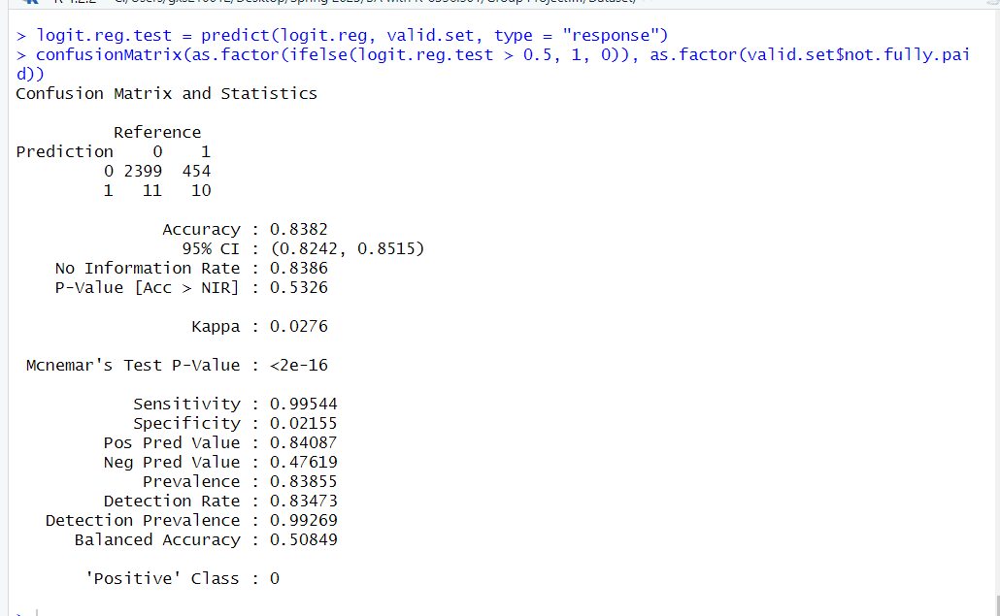 > logit.reg.test = predict(logit.reg, valid.set, type = "response")
> confusionMatrix(as.factor(ifelse(logit.reg.test > 0.5, 1, 0)), as.factor(valid.set$not.fully.pai
d))
Confusion Matrix and Statistics
Reference
Prediction 0 1
0 2399 454
1 11 10
Accuracy : 0.8382
95% CI : (0.8242, 0.8515)
No Information Rate : 0.8386
P-Value [Acc > NIR] : 0.5326
Kappa : 0.0276
Mcnemar's Test P-Value : <2e-16
Sensitivity : 0.99544
Specificity : 0.02155
Pos Pred Value : 0.84087
Neg Pred Value : 0.47619
Prevalence : 0.83855
Detection Rate : 0.83473
Detection Prevalence : 0.99269
Balanced Accuracy : 0.50849
'Positive' Class : 0